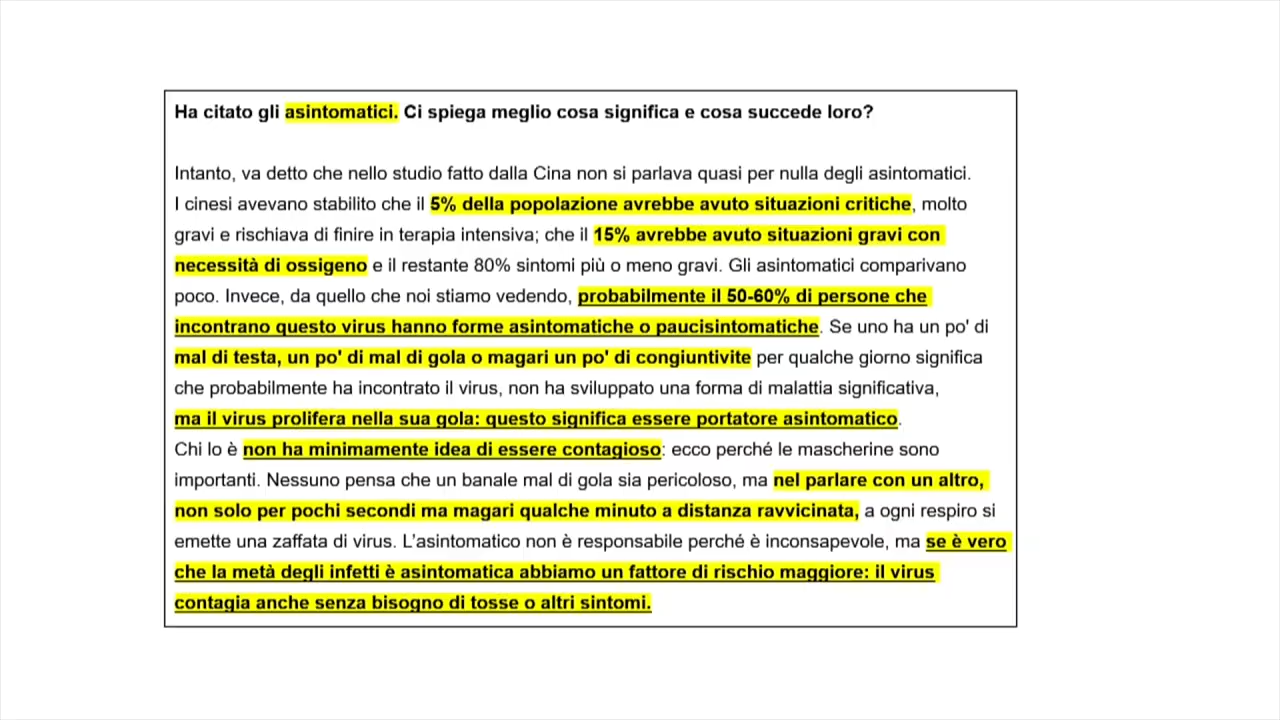 Ha citato gli asintomatici. Ci spiega meglio cosa significa e cosa succede loro?
Intanto, va detto che nello studio fatto dalla Cina non si parlava quasi per nulla degli asintomatici.
I cinesi avevano stabilito che il 5% della popolazione avrebbe avuto situazioni critiche, molto
gravi e rischiava di finire in terapia intensiva; che il 15% avrebbe avuto situazioni gravi con
necessità di ossigeno e il restante 80% sintomi più o meno gravi. Gli asintomatici comparivano
poco. Invece, da quello che noi stiamo vedendo, probabilmente il 50-60% di persone che
incontrano questo virus hanno forme asintomatiche o paucisintomatiche. Se uno ha un po' di
mal di testa, un po' di mal di gola o magari un po' di congiuntivite per qualche giorno significa
che probabilmente ha incontrato il virus, non ha sviluppato una forma di malattia significativa,
ma il virus prolifera nella sua gola: questo significa essere portatore asintomatico.
Chi lo è non ha minimamente idea di essere contagioso: ecco perché le mascherine sono
importanti. Nessuno pensa che un banale mal di gola sia pericoloso, ma nel parlare con un altro,
non solo per pochi secondi ma magari qualche minuto a distanza ravvicinata, a ogni respiro si
emette una zaffata di virus. L’asintomatico non è responsabile perché è inconsapevole, ma se è vero
che la metà degli infetti è asintomatica abbiamo un fattore di rischio maggiore: il virus
contagia anche senza bisogno di tosse o altri sintomi.